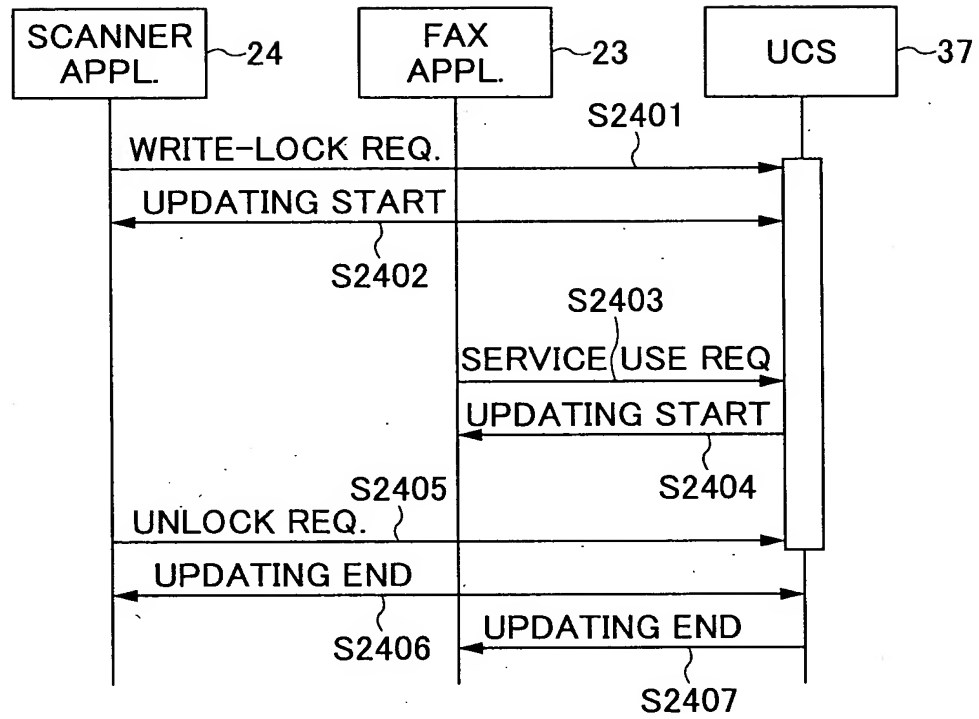 SCANNER
APPL.
24
FAX
APPL.
23
UCS
37
S2401
WRITE-LOCK REQ.
UPDATING START
S2402
S2403
SERVICE USE REQ
UPDATING START
S2404
S2405
UNLOCK REQ.
UPDATING END
S2406
UPDATING END
S2407